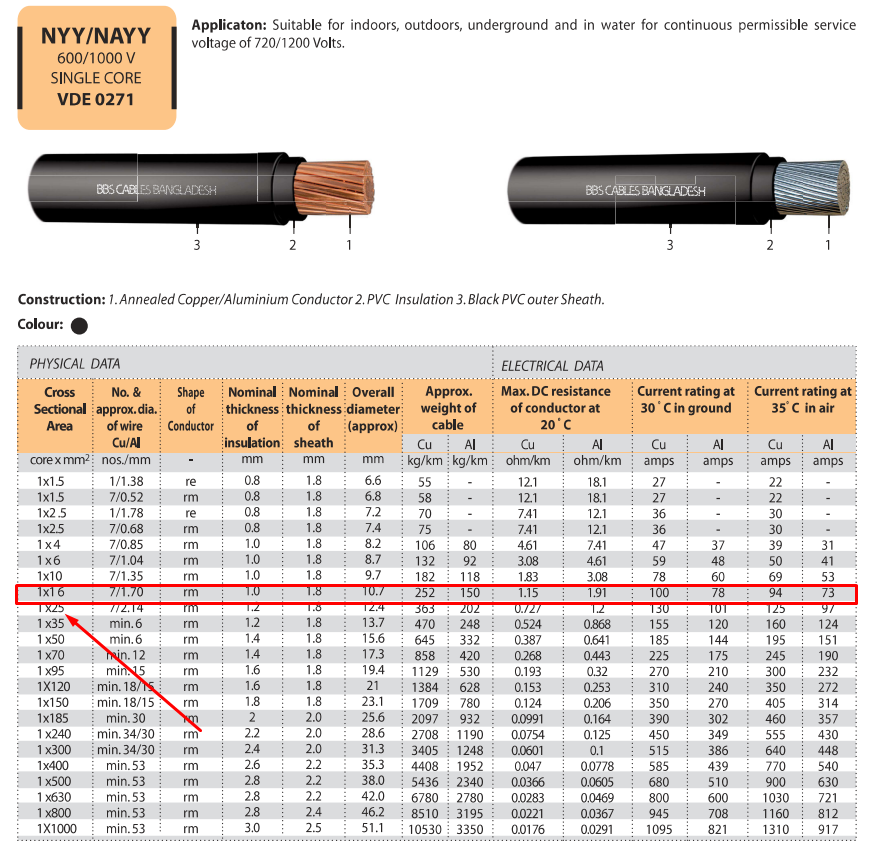 NYY/NAYY
600/1000 V
SINGLE CORE
VDE 0271
Applicaton: Suitable for indoors, outdoors, underground and in water for continuous permissible service
voltage of 720/1200 Volts.
BBS CABLES BANGLADESH
3 2 1
BBS CABLES BANGLADESH
3 2 1
Construction: 1. Annealed Copper/Aluminium Conductor 2. PVC Insulation 3. Black PVC outer Sheath.
Colour:
PHYSICAL DATA ELECTRICAL DATA
Cross No. & Shape Nominal Nominal Overall Approx. Max. DC resistance Current rating at Current rating at
Sectional approx. dia. of thickness thickness diameter weight of of conductor at 30˚C in ground 35˚C in air
Area of wire Conductor of of (approx) cable 20˚C
Cu/Al insulation sheath Cu Al Cu Al Cu Al Cu Al
core x mm² nos./mm - mm mm mm kg/km kg/km ohm/km ohm/km amps amps amps amps
1x1.5 1/1.38 re 0.8 1.8 6.6 55 - 12.1 18.1 27 - 22 -
1x1.5 7/0.52 rm 0.8 1.8 6.8 58 - 12.1 18.1 27 - 22 -
1x2.5 1/1.78 re 0.8 1.8 7.2 70 - 7.41 12.1 36 - 30 -
1x2.5 7/0.68 rm 0.8 1.8 7.4 75 - 7.41 12.1 36 - 30 -
1x4 7/0.85 rm 1.0 1.8 8.2 106 80 4.61 7.41 47 37 39 31
1x6 7/1.04 rm 1.0 1.8 8.7 132 92 3.08 4.61 59 48 50 41
1x10 7/1.35 rm 1.0 1.8 9.7 182 118 1.83 3.08 78 60 69 53
1x16 7/1.70 rm 1.0 1.8 10.7 252 150 1.15 1.91 100 78 94 73
1x25 7/2.14 rm 1.2 1.8 12.4 363 202 0.727 1.2 130 101 125 97
1x35 min. 6 rm 1.2 1.8 13.7 470 248 0.524 0.868 155 120 160 124
1x50 min. 6 rm 1.4 1.8 15.6 645 332 0.387 0.641 185 144 195 151
1x70 min. 12 rm 1.4 1.8 17.3 858 420 0.268 0.443 225 175 245 190
1x95 min. 15 rm 1.6 1.8 19.4 1129 530 0.193 0.32 270 210 300 232
1X120 min. 18/15 rm 1.6 1.8 21 1384 628 0.153 0.253 310 240 350 272
1x150 min. 18/15 rm 1.8 1.8 23.1 1709 780 0.124 0.206 350 270 405 314
1x185 min. 30 rm 2 2.0 25.6 2097 932 0.0991 0.164 390 302 460 357
1x240 min. 34/30 rm 2.2 2.0 28.6 2708 1190 0.0754 0.125 450 349 555 430
1x300 min. 34/30 rm 2.4 2.0 31.3 3405 1248 0.0601 0.1 515 386 640 448
1x400 min. 53 rm 2.6 2.2 35.3 4408 1952 0.047 0.0778 585 439 770 540
1x500 min. 53 rm 2.8 2.2 38.0 5436 2340 0.0366 0.0605 680 510 900 630
1x630 min. 53 rm 2.8 2.2 42.0 6780 2780 0.0283 0.0469 800 600 1030 721
1x800 min. 53 rm 2.8 2.4 46.2 8510 3195 0.0221 0.0367 945 708 1160 812
1X1000 min. 53 rm 3.0 2.5 51.1 10530 3350 0.0176 0.0291 1095 821 1310 917